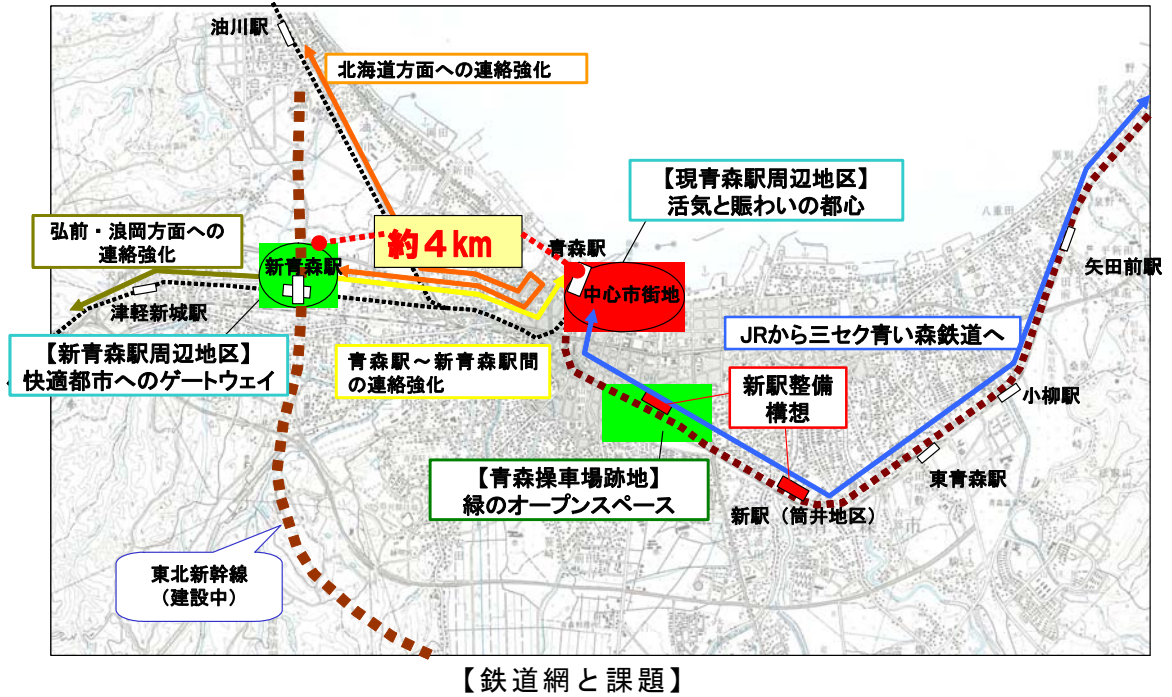 油川駅
北海道方面への連絡強化
【現青森駅周辺地区】
活気と賑わいの都心
弘前・浪岡方面への
連絡強化
約４km
青森駅
新青森駅
中心市街地
矢田前駅
津軽新城駅
JRから三セク青い森鉄道へ
【新青森駅周辺地区】
快適都市へのゲートウェイ
青森駅～新青森駅間
の連絡強化
新駅整備
構想
小柳駅
【青森操車場跡地】
緑のオープンスペース
東青森駅
新駅（筒井地区）
東北新幹線
（建設中）
【鉄道網と課題】